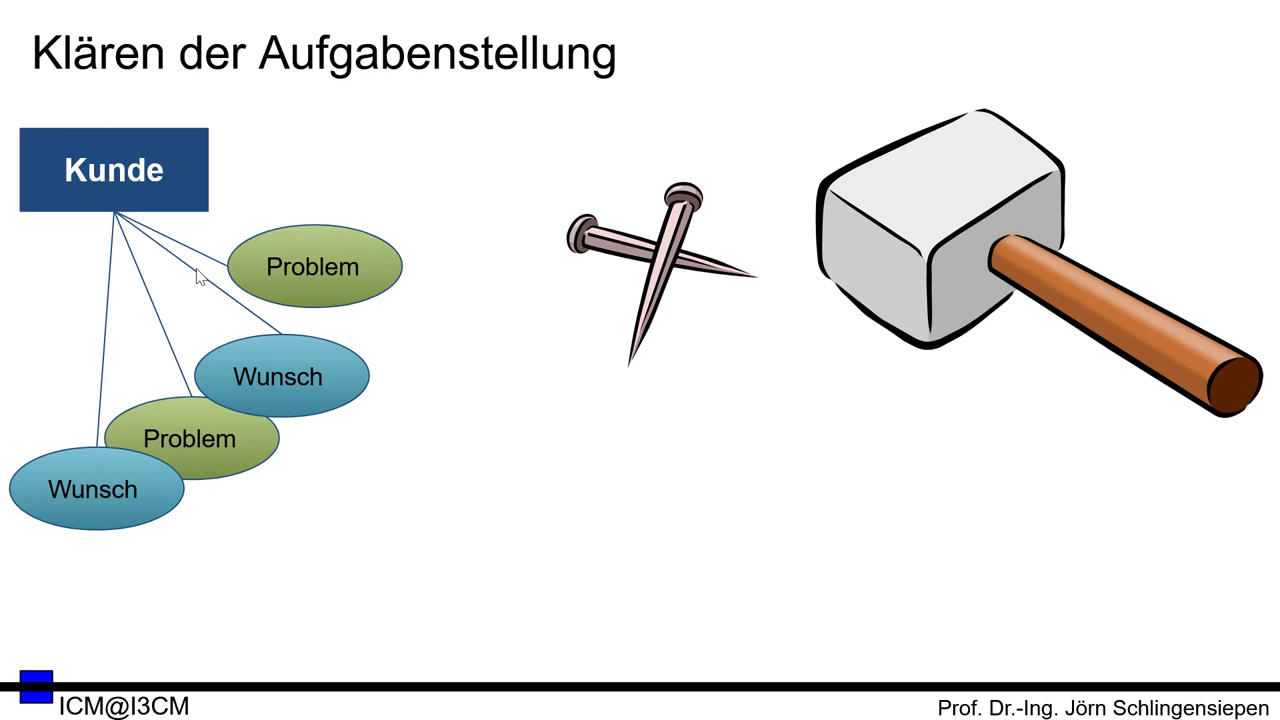 Klären der Aufgabenstellung
Kunde
Problem
Wunsch
Problem
Wunsch
ICM@I3CM
Prof. Dr.-Ing. Jörn Schlingensiepen